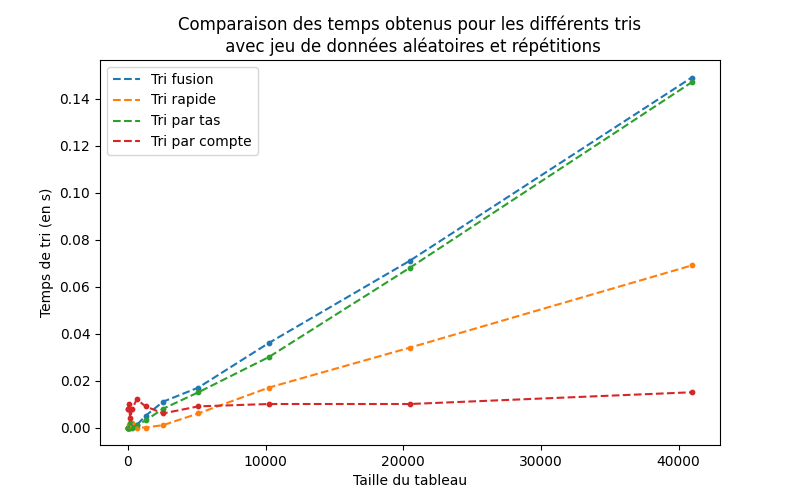 Comparaison des temps obtenus pour les différents tris
avec jeu de données aléatoires et répétitions
Tri fusion
Tri rapide
Tri par tas
Tri par compte
Temps de tri (en s)
0.14
0.12
0.10
0.08
0.06
0.04
0.02
0.00
0 10000 20000 30000 40000
Taille du tableau